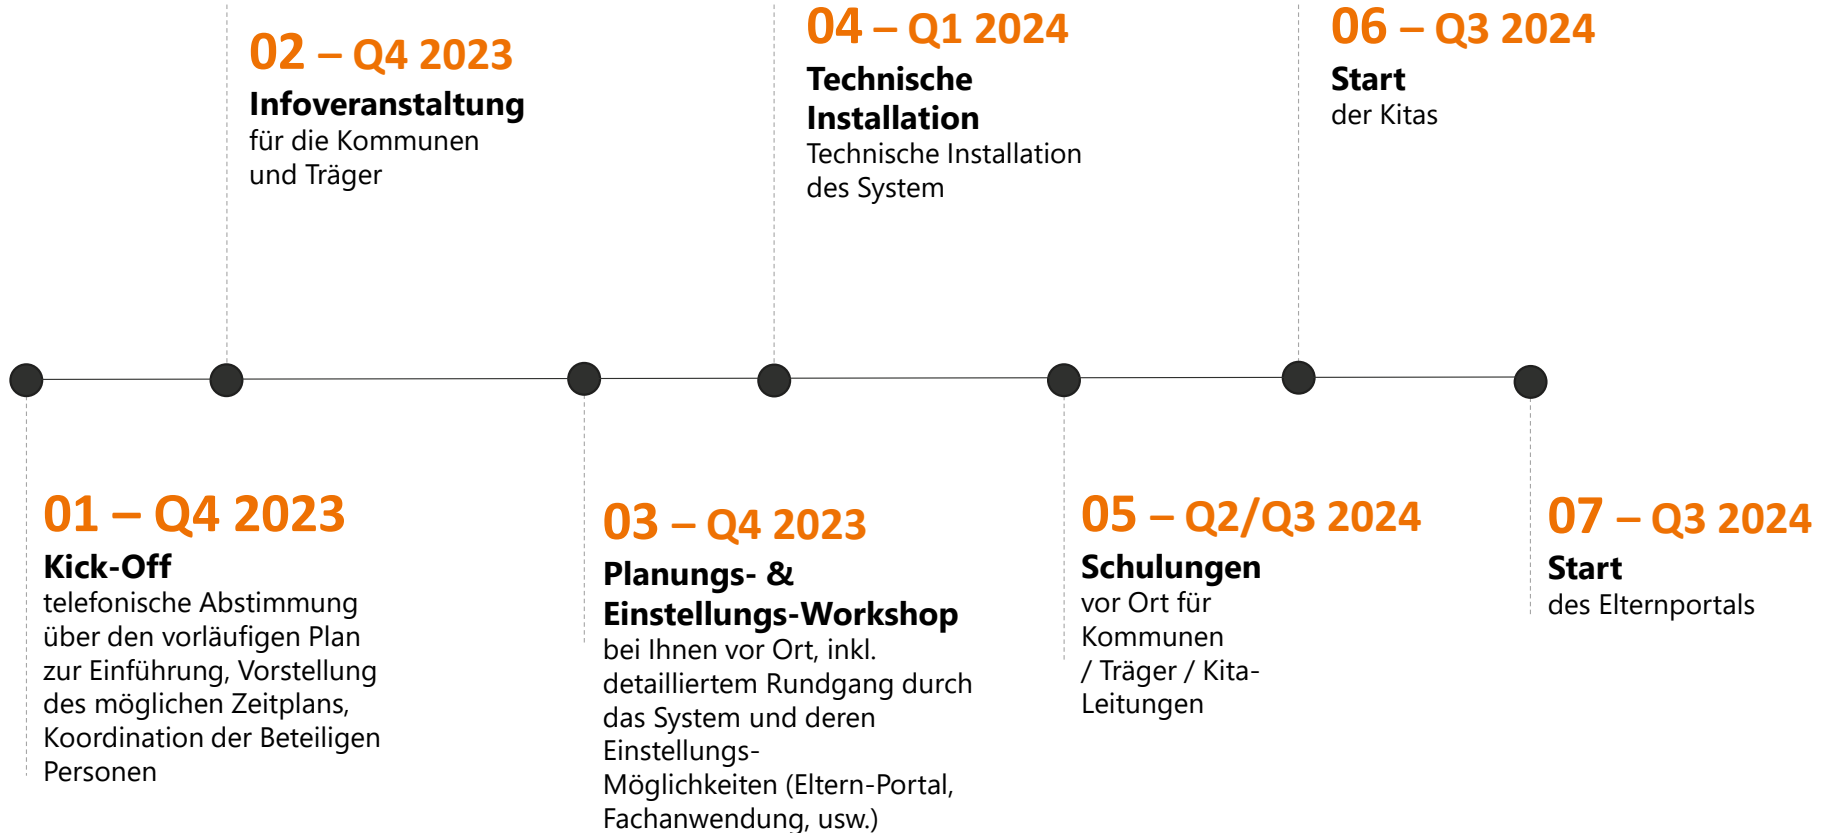 02 – Q4 2023
Infoveranstaltung
für die Kommunen
und Träger
04 – Q1 2024
Technische
Installation
Technische Installation
des System
06 – Q3 2024
Start
der Kitas
01 – Q4 2023
Kick-Off
telefonische Abstimmung
über den vorläufigen Plan
zur Einführung, Vorstellung
des möglichen Zeitplans,
Koordination der Beteiligen
Personen
03 – Q4 2023
Planungs- &
Einstellungs-Workshop
bei Ihnen vor Ort, inkl.
detailliertem Rundgang durch
das System und deren
Einstellungs-
Möglichkeiten (Eltern-Portal,
Fachanwendung, usw.)
05 – Q2/Q3 2024
Schulungen
vor Ort für
Kommunen
/ Träger / Kita-
Leitungen
07 – Q3 2024
Start
des Elternportals